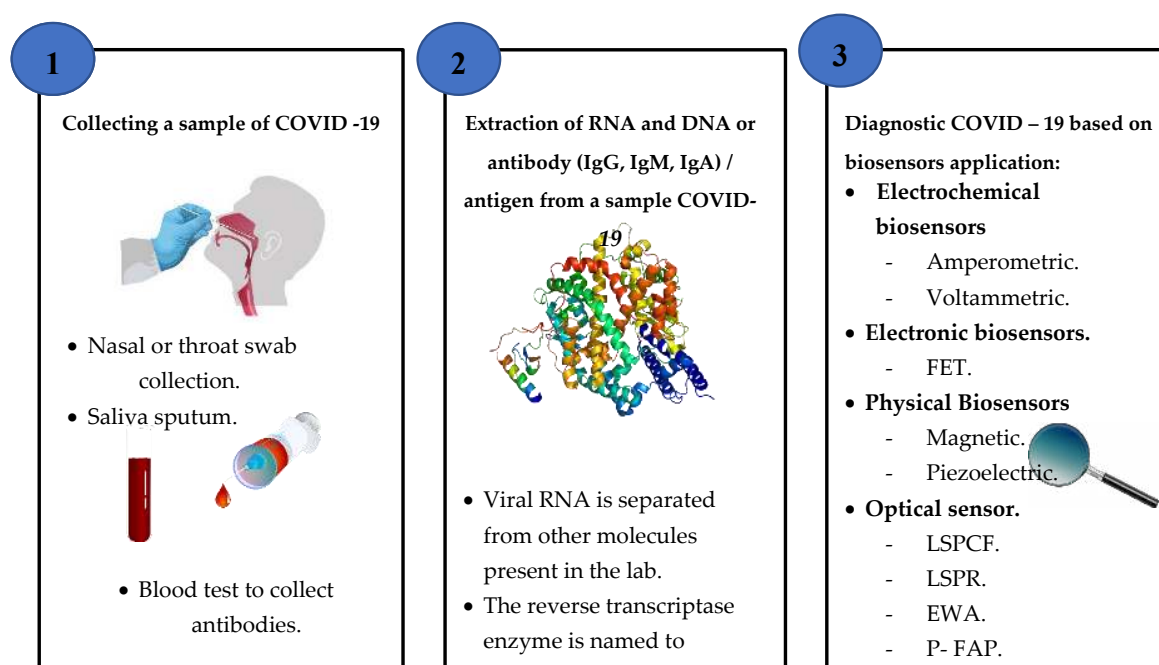 1
Collecting a sample of COVID -19
• Nasal or throat swab
collection.
• Saliva sputum.
• Blood test to collect
antibodies.
2
Extraction of RNA and DNA or
antibody (IgG, IgM, IgA) /
antigen from a sample COVID-
19
• Viral RNA is separated
from other molecules
present in the lab.
• The reverse transcriptase
enzyme is named to
3
Diagnostic COVID – 19 based on
biosensors application:
• Electrochemical
biosensors
- Amperometric.
- Voltammetric.
• Electronic biosensors.
- FET.
• Physical Biosensors
- Magnetic.
- Piezoelectric.
• Optical sensor.
- LSPCF.
- LSPR.
- EWA.
- P- FAP.